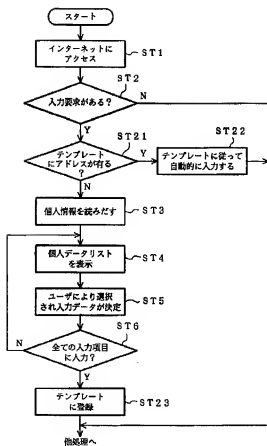 スタート
インターネットに
アクセス
ST1
ST2
入力要求がある?
N
Y
ST21
テンプレート
にアドレスが有る?
Y
ST22
テンプレートに従って
自動的に入力する
N
個人情報を読みだす
ST3
個人データリスト
を表示
ST4
ユーザにより選択
され入力データが決定
ST5
ST6
全ての入力項目
に入力?
N
Y
テンプレート
に登録
ST23
他処理へ